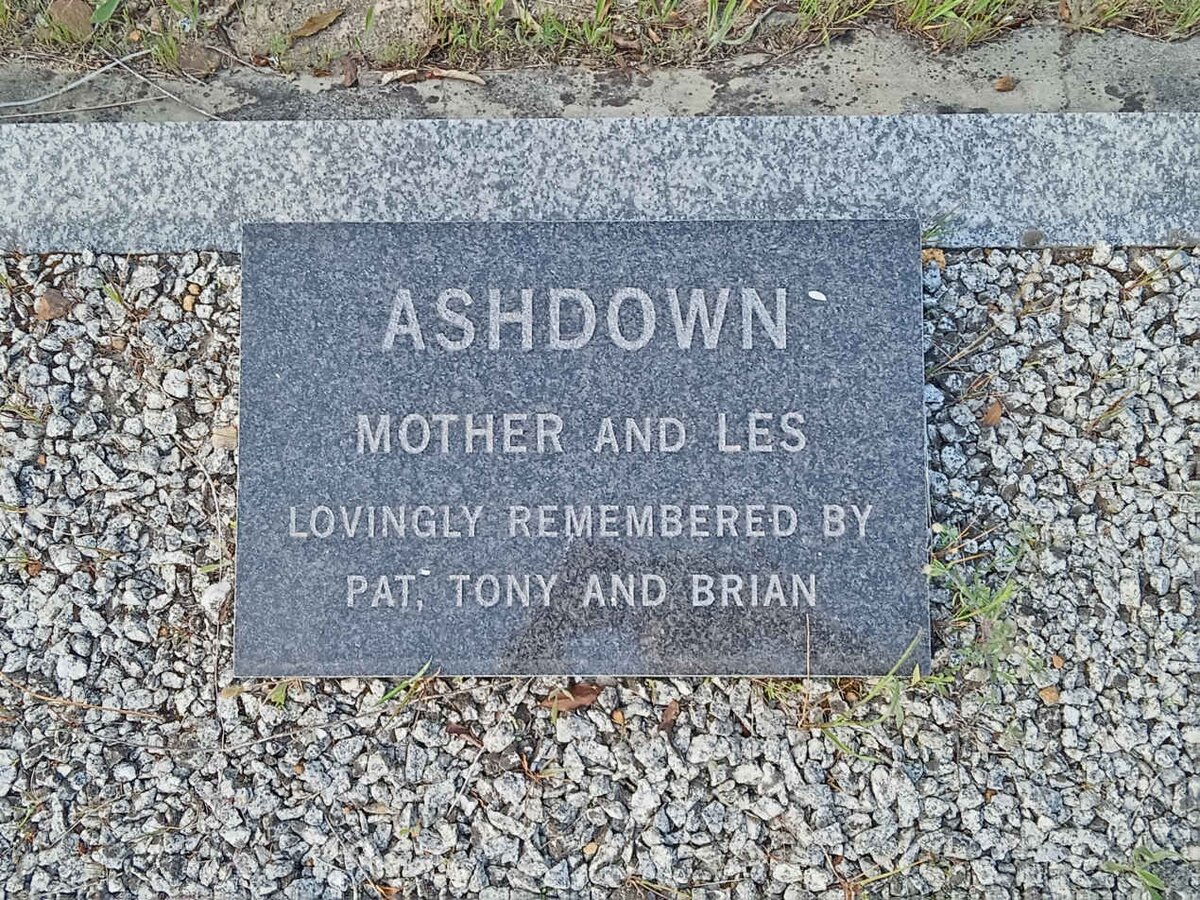 ASHDOWN
MOTHER AND LES
LOVINGLY REMEMBERED BY
PAT, TONY AND BRIAN